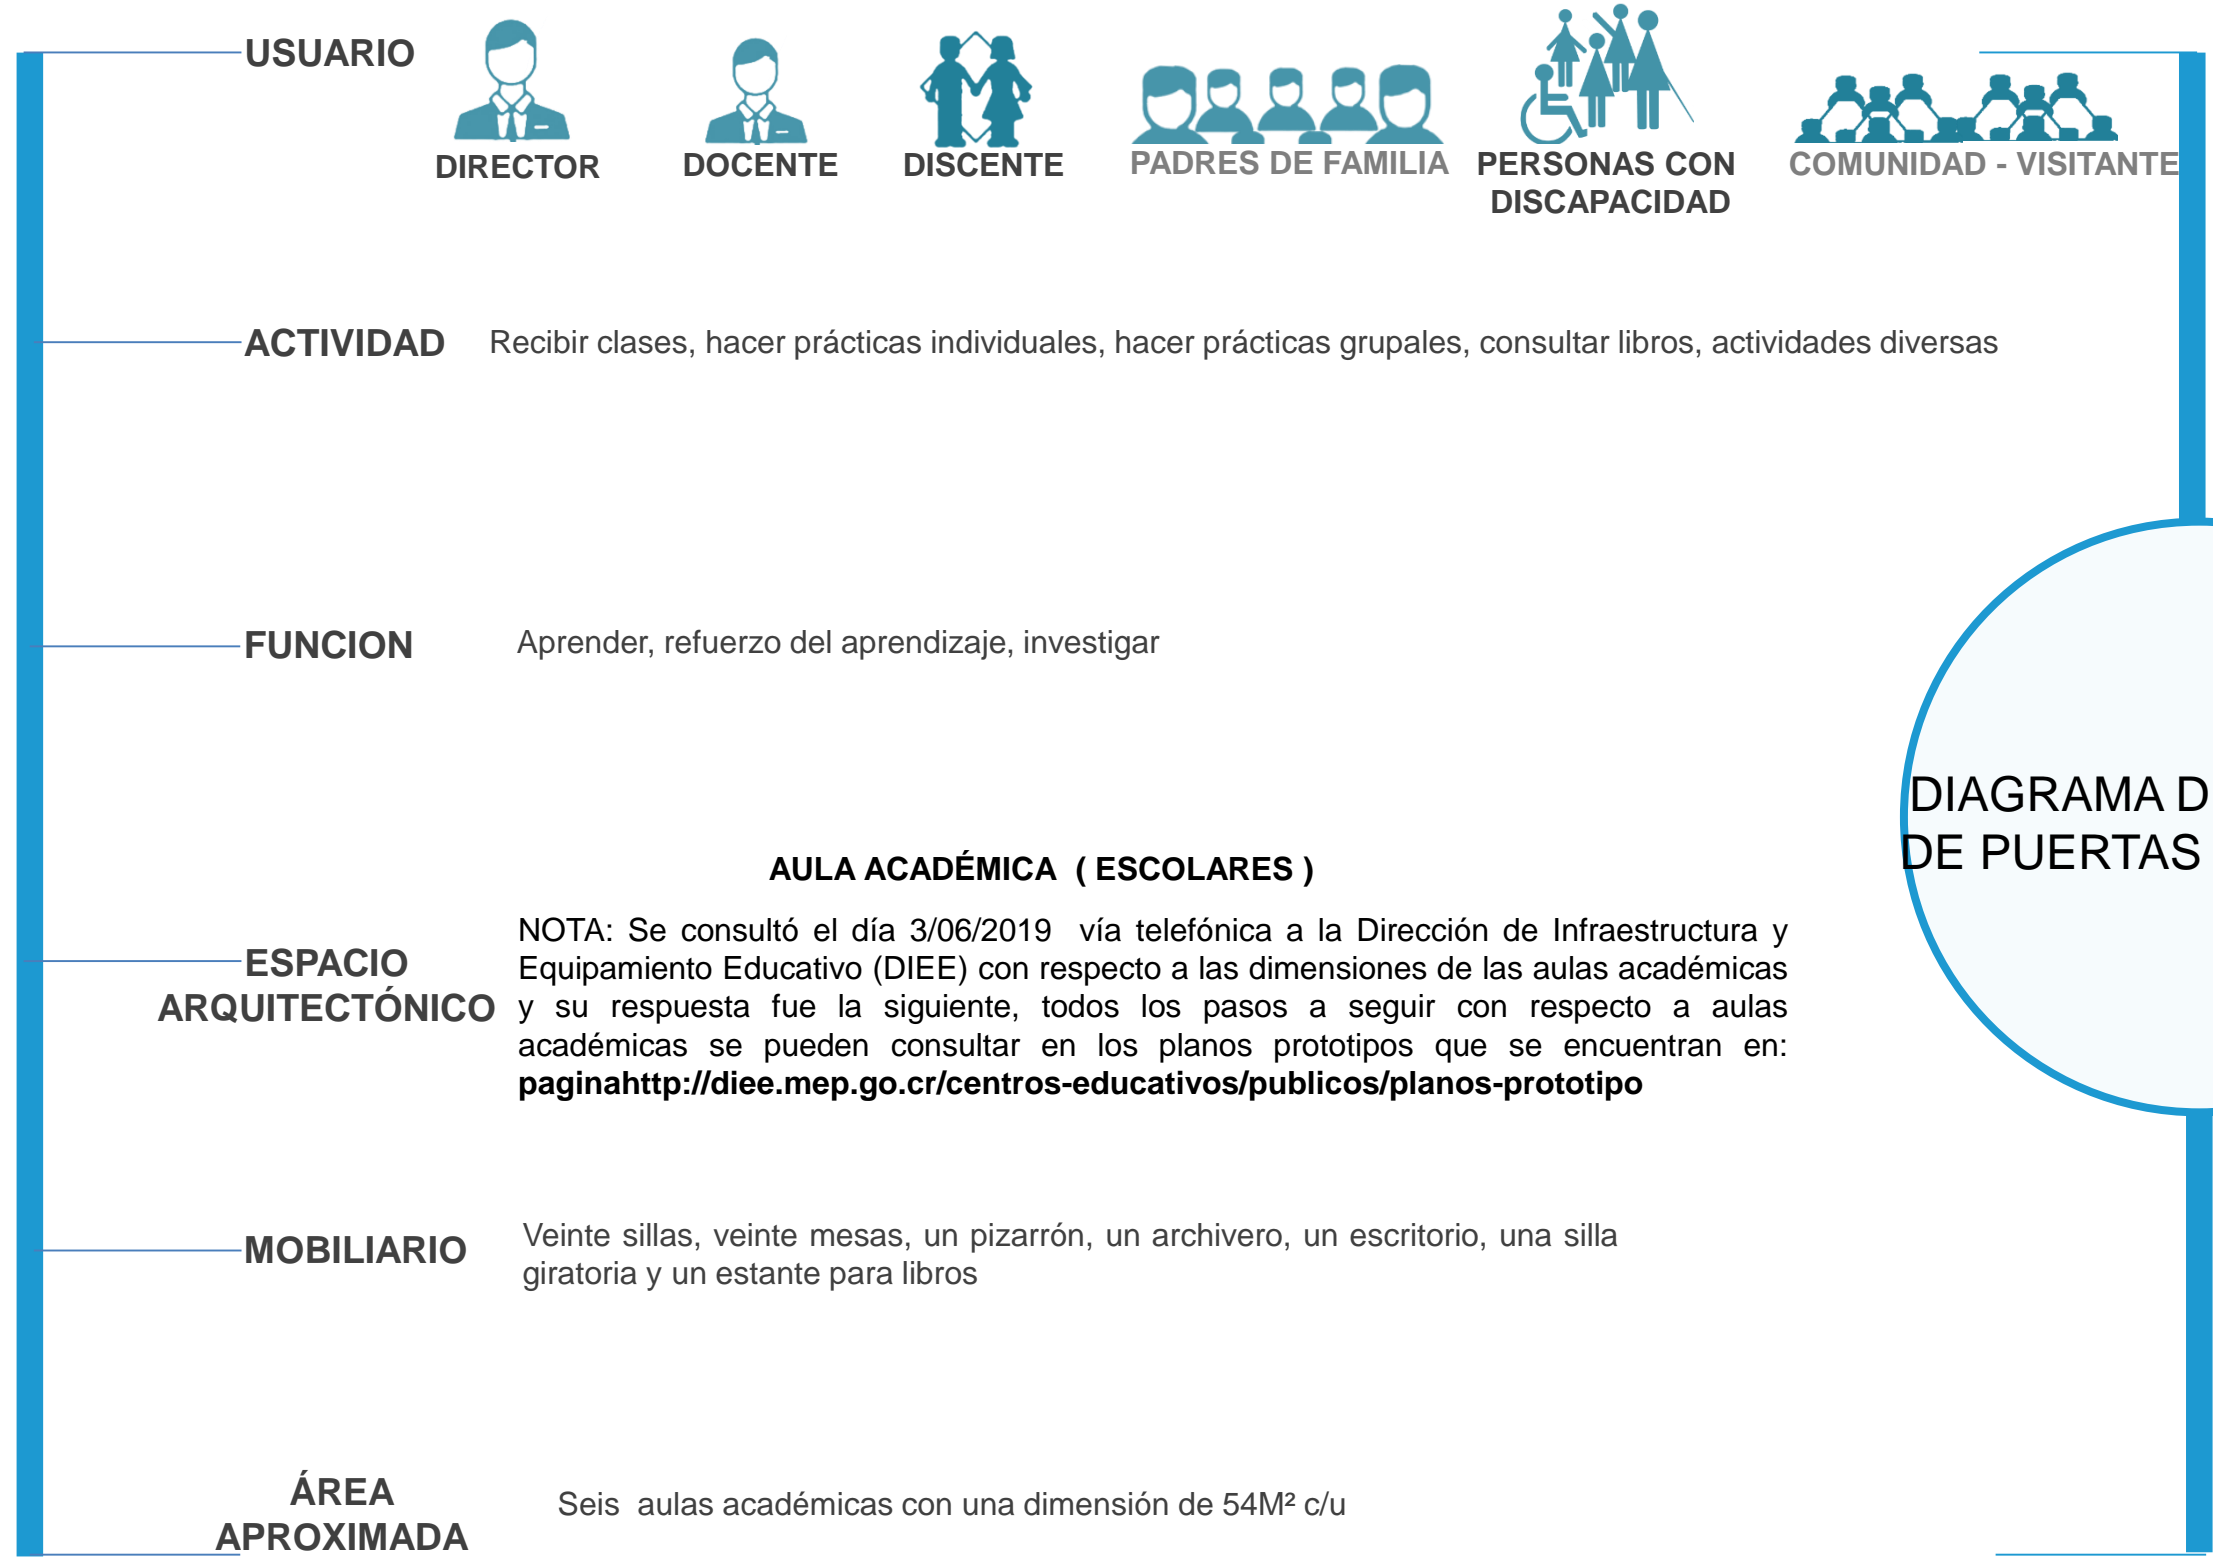 USUARIO
DIRECTOR
DOCENTE
DISCENTE
PADRES DE FAMILIA
PERSONAS CON
DISCAPACIDAD
COMUNIDAD - VISITANTE
ACTIVIDAD
Recibir clases, hacer prácticas individuales, hacer prácticas grupales, consultar libros, actividades diversas
FUNCION
Aprender, refuerzo del aprendizaje, investigar
DIAGRAMA D
DE PUERTAS
AULA ACADÉMICA ( ESCOLARES )
ESPACIO
ARQUITECTÓNICO
NOTA: Se consultó el día 3/06/2019 vía telefónica a la Dirección de Infraestructura y
Equipamiento Educativo (DIEE) con respecto a las dimensiones de las aulas académicas
y su respuesta fue la siguiente, todos los pasos a seguir con respecto a aulas
académicas se pueden consultar en los planos prototipos que se encuentran en:
paginahttp://diee.mep.go.cr/centros-educativos/publicos/planos-prototipo
MOBILIARIO
Veinte sillas, veinte mesas, un pizarrón, un archivero, un escritorio, una silla
giratoria y un estante para libros
ÁREA
APROXIMADA
Seis aulas académicas con una dimensión de 54M² c/u